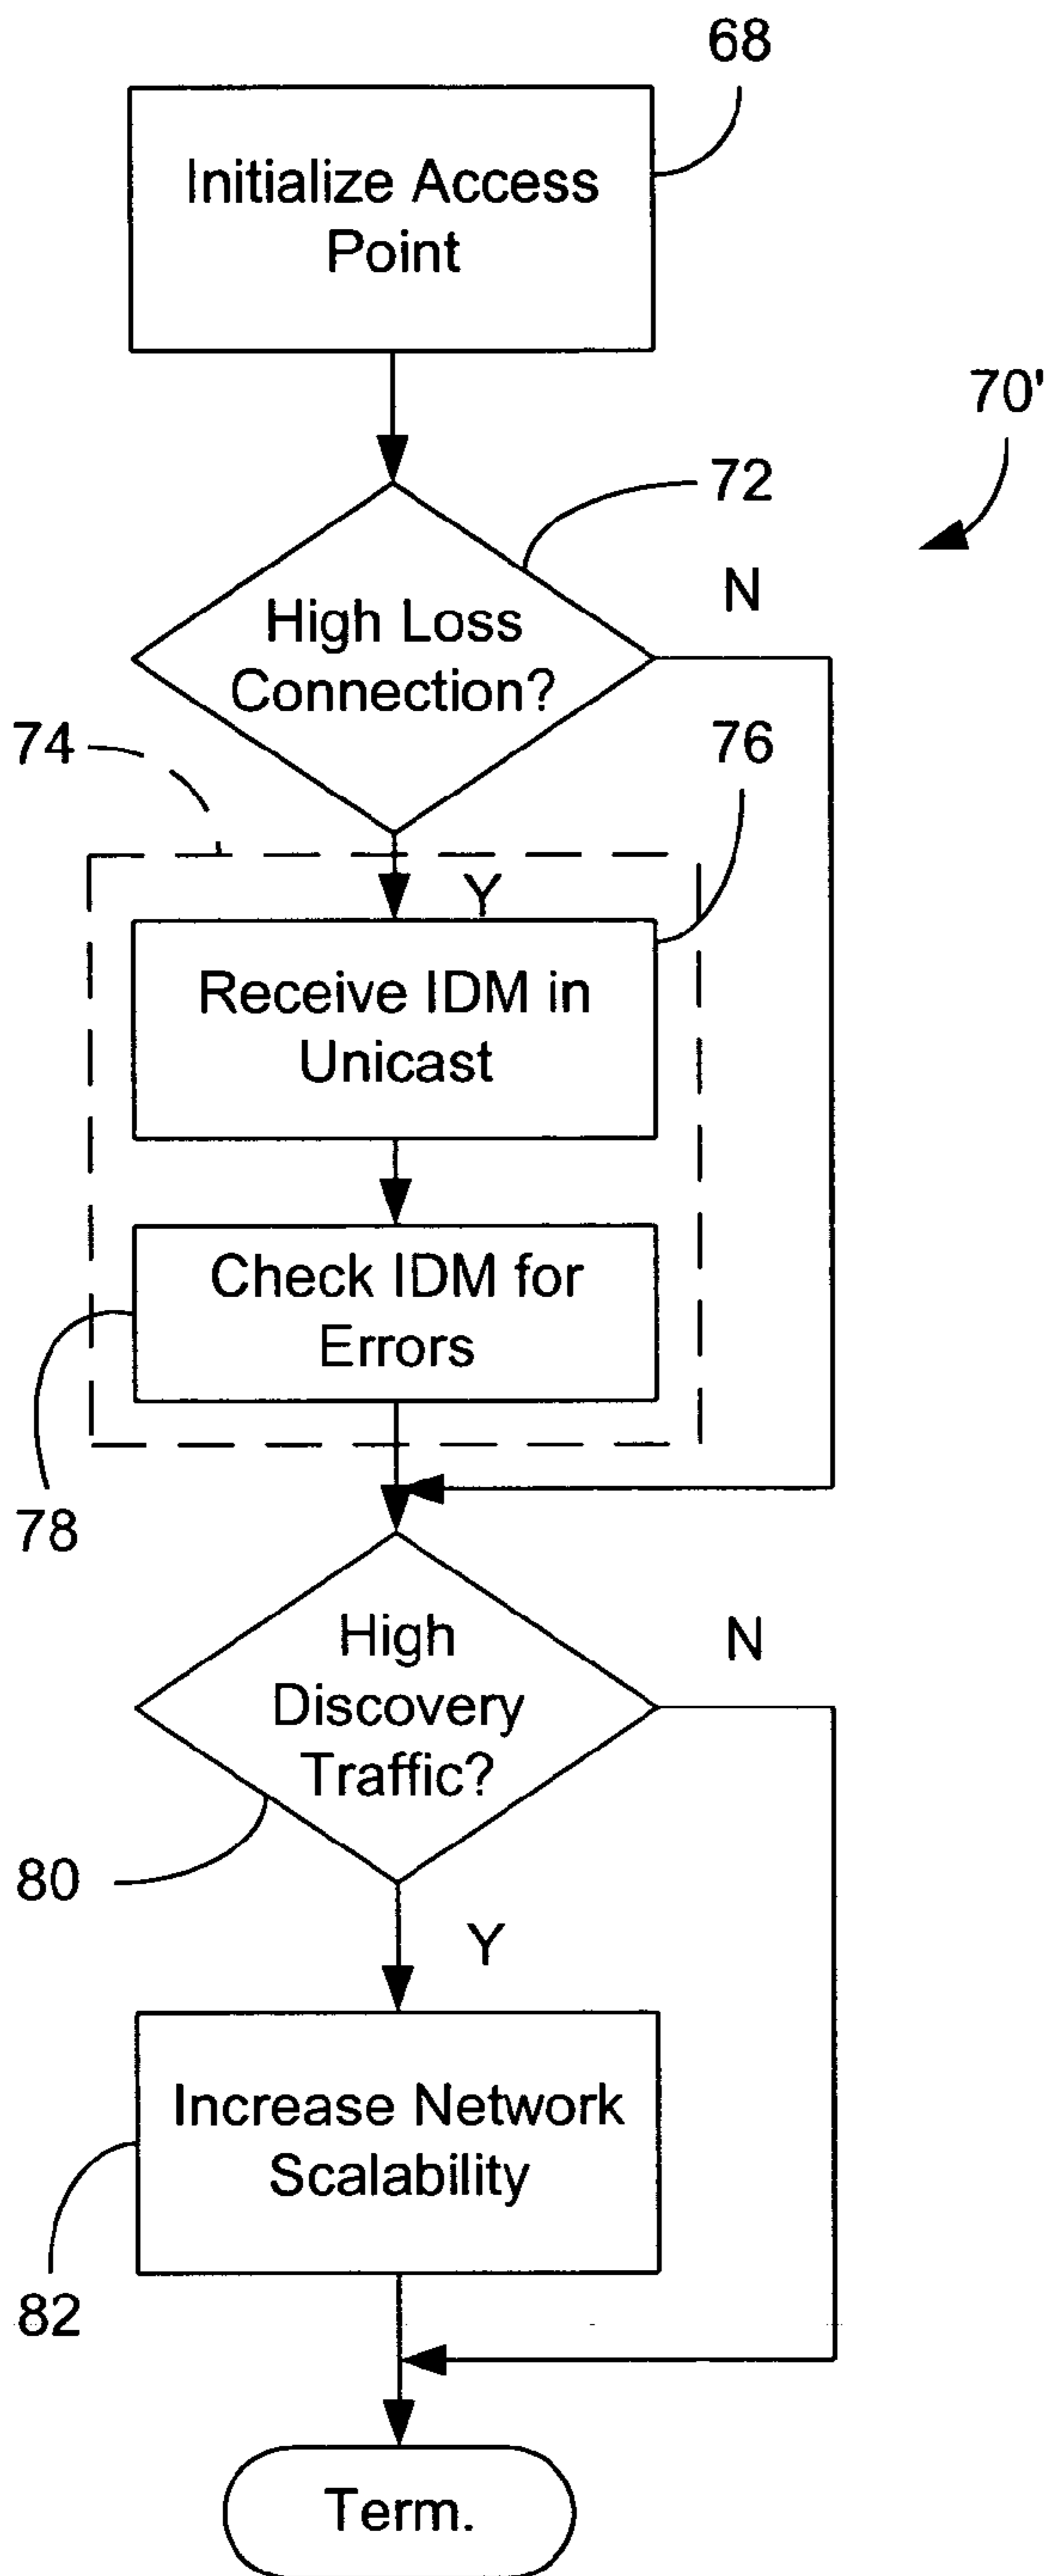 68
Initialize Access
Point
70'
72
N
High Loss
Connection?
74
76
Y
Receive IDM in
Unicast
Check IDM for
Errors
78
High
Discovery
Traffic?
N
80
Y
Increase Network
Scalability
82
Term.